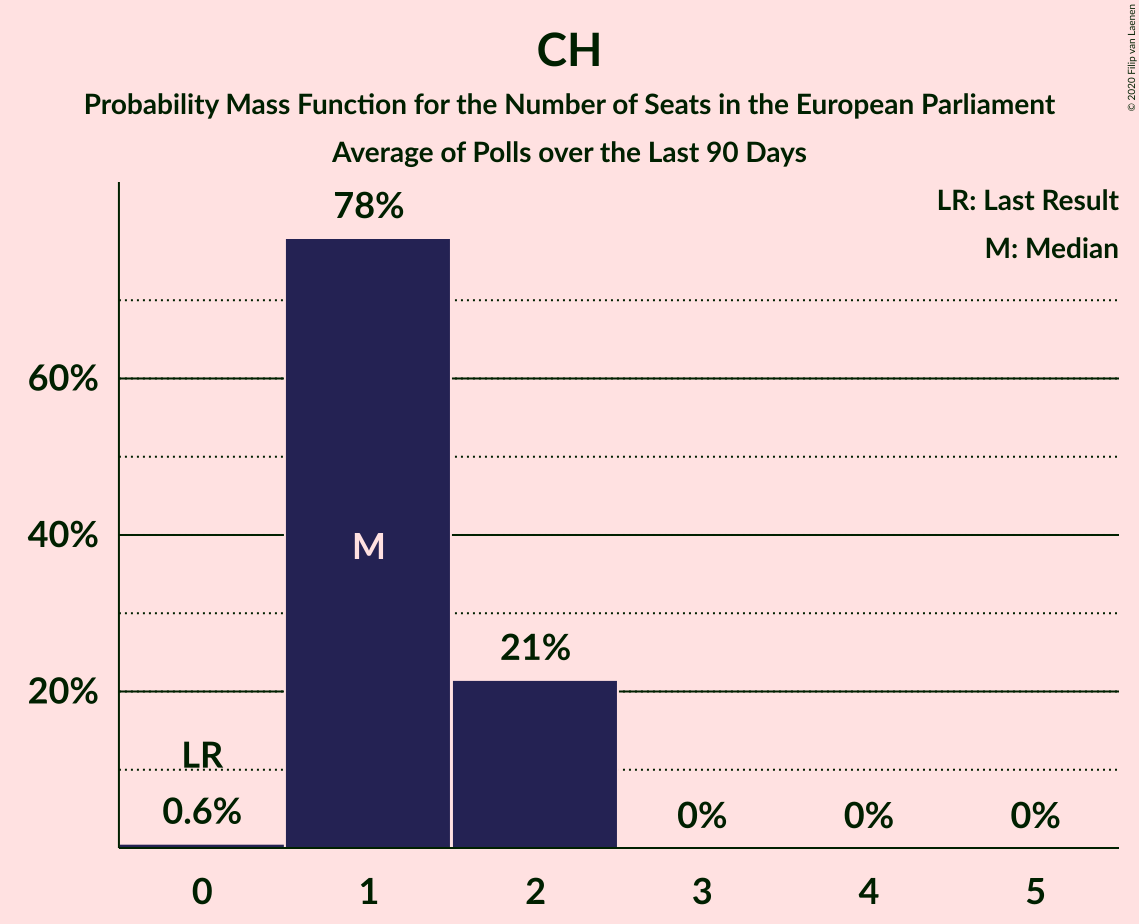 CH
Probability Mass Function for the Number of Seats in the European Parliament
Average of Polls over the Last 90 Days
© 2020 Filip van Laenen
LR: Last Result
M: Median
78%
60%
40%
M
21%
20%
LR
0.6%
0%
0%
0%
0
1
2
3
4
5